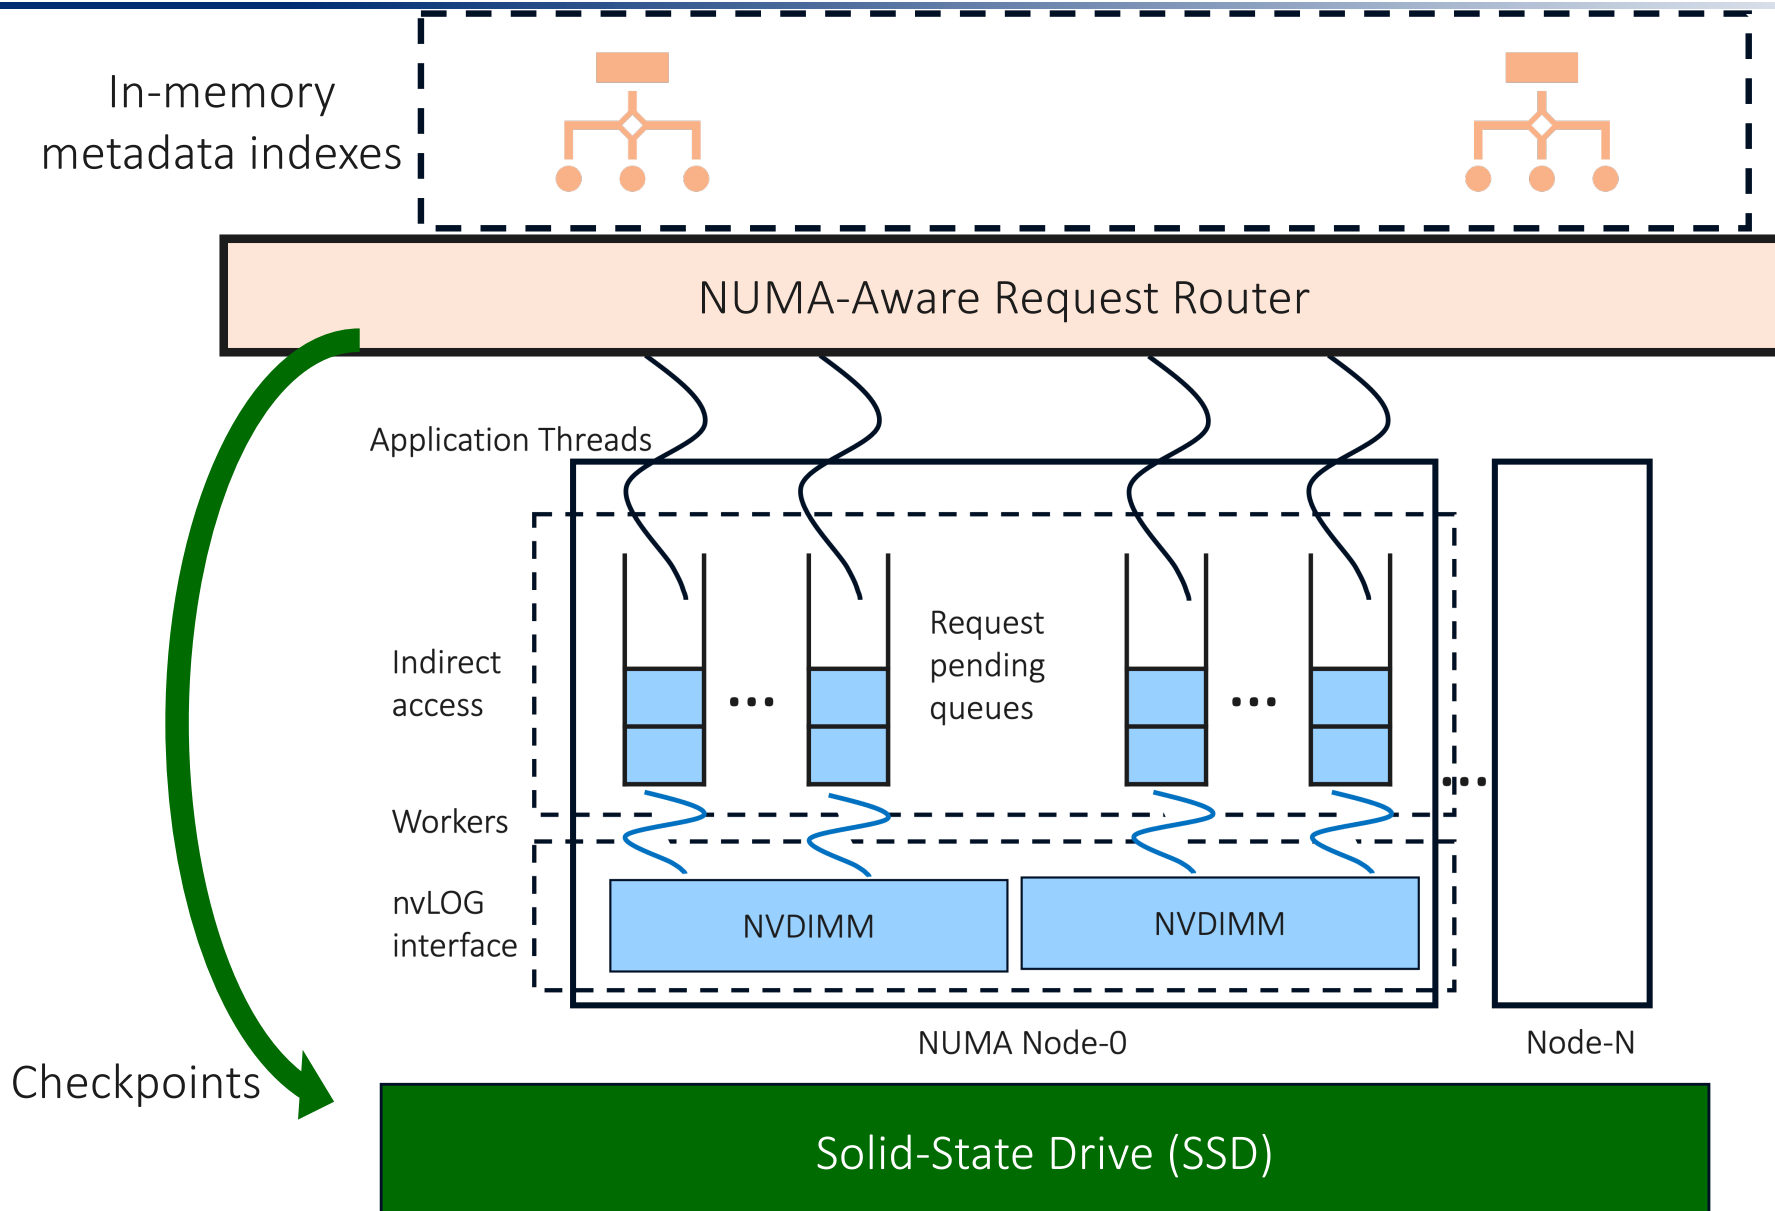 In-memory
metadata indexes
NUMA-Aware Request Router
Application Threads
Request
pending
queues
Indirect
access
...
...
...
Workers
nvLOG
interface
NVDIMM
NVDIMM
NUMA Node-0
Node-N
Checkpoints
Solid-State Drive (SSD)